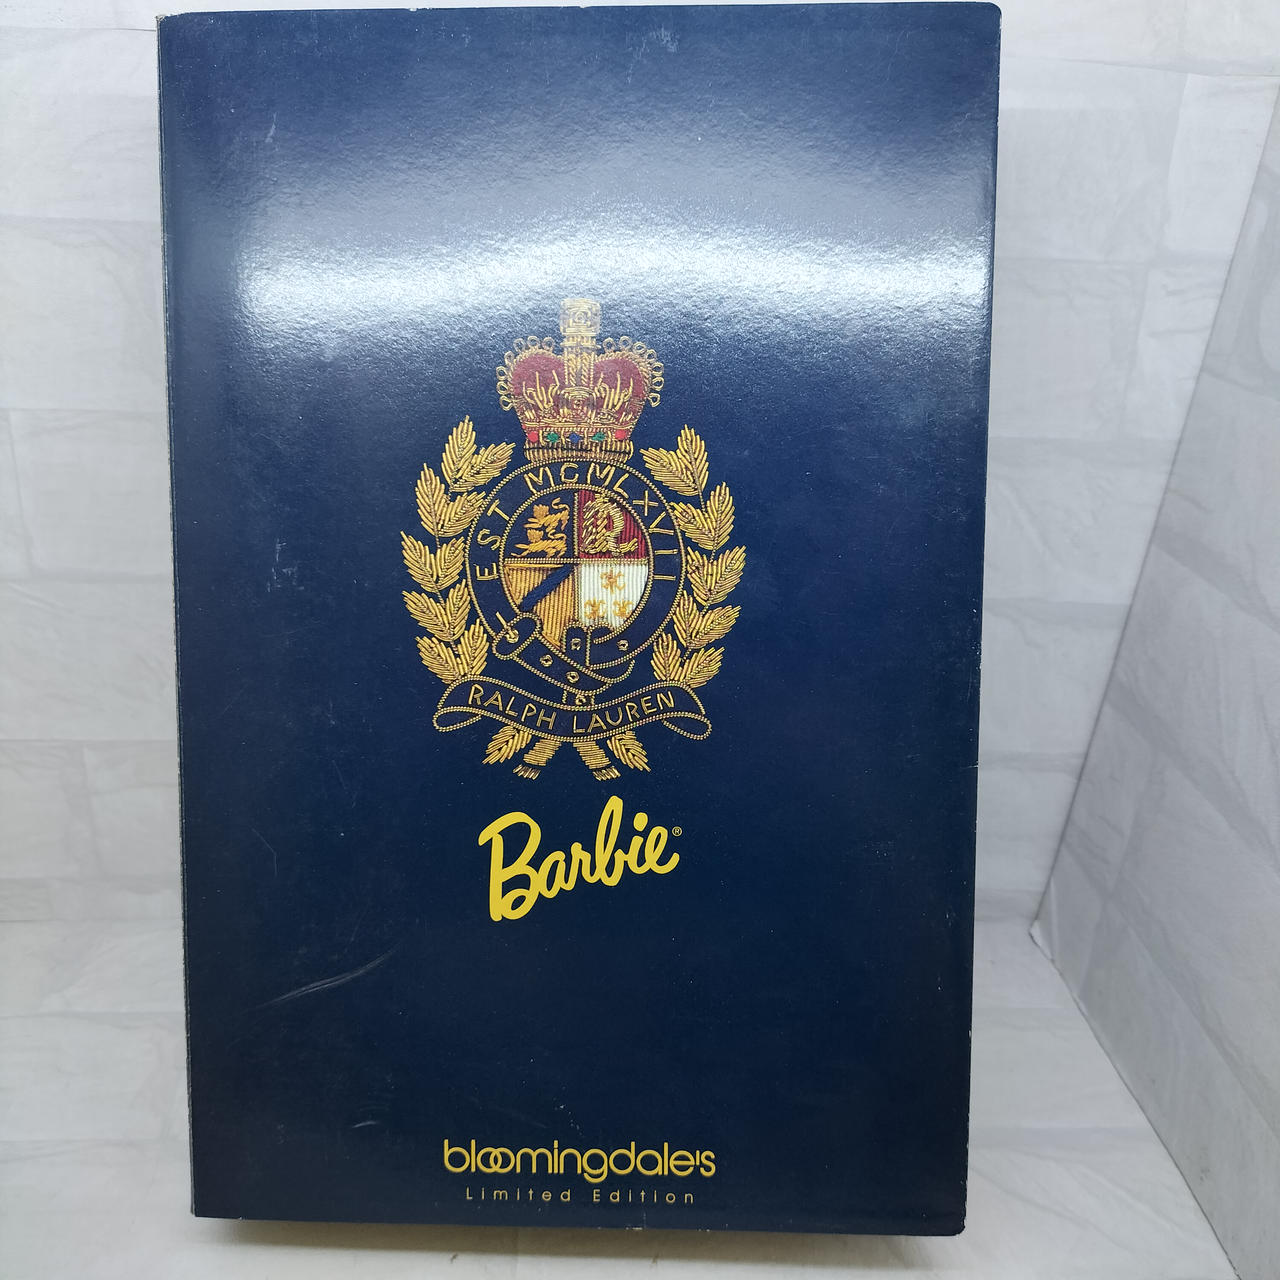 EST MCMLXVII
RALPH LAUREN
Barbie®
bloomingdale's
Limited Edition